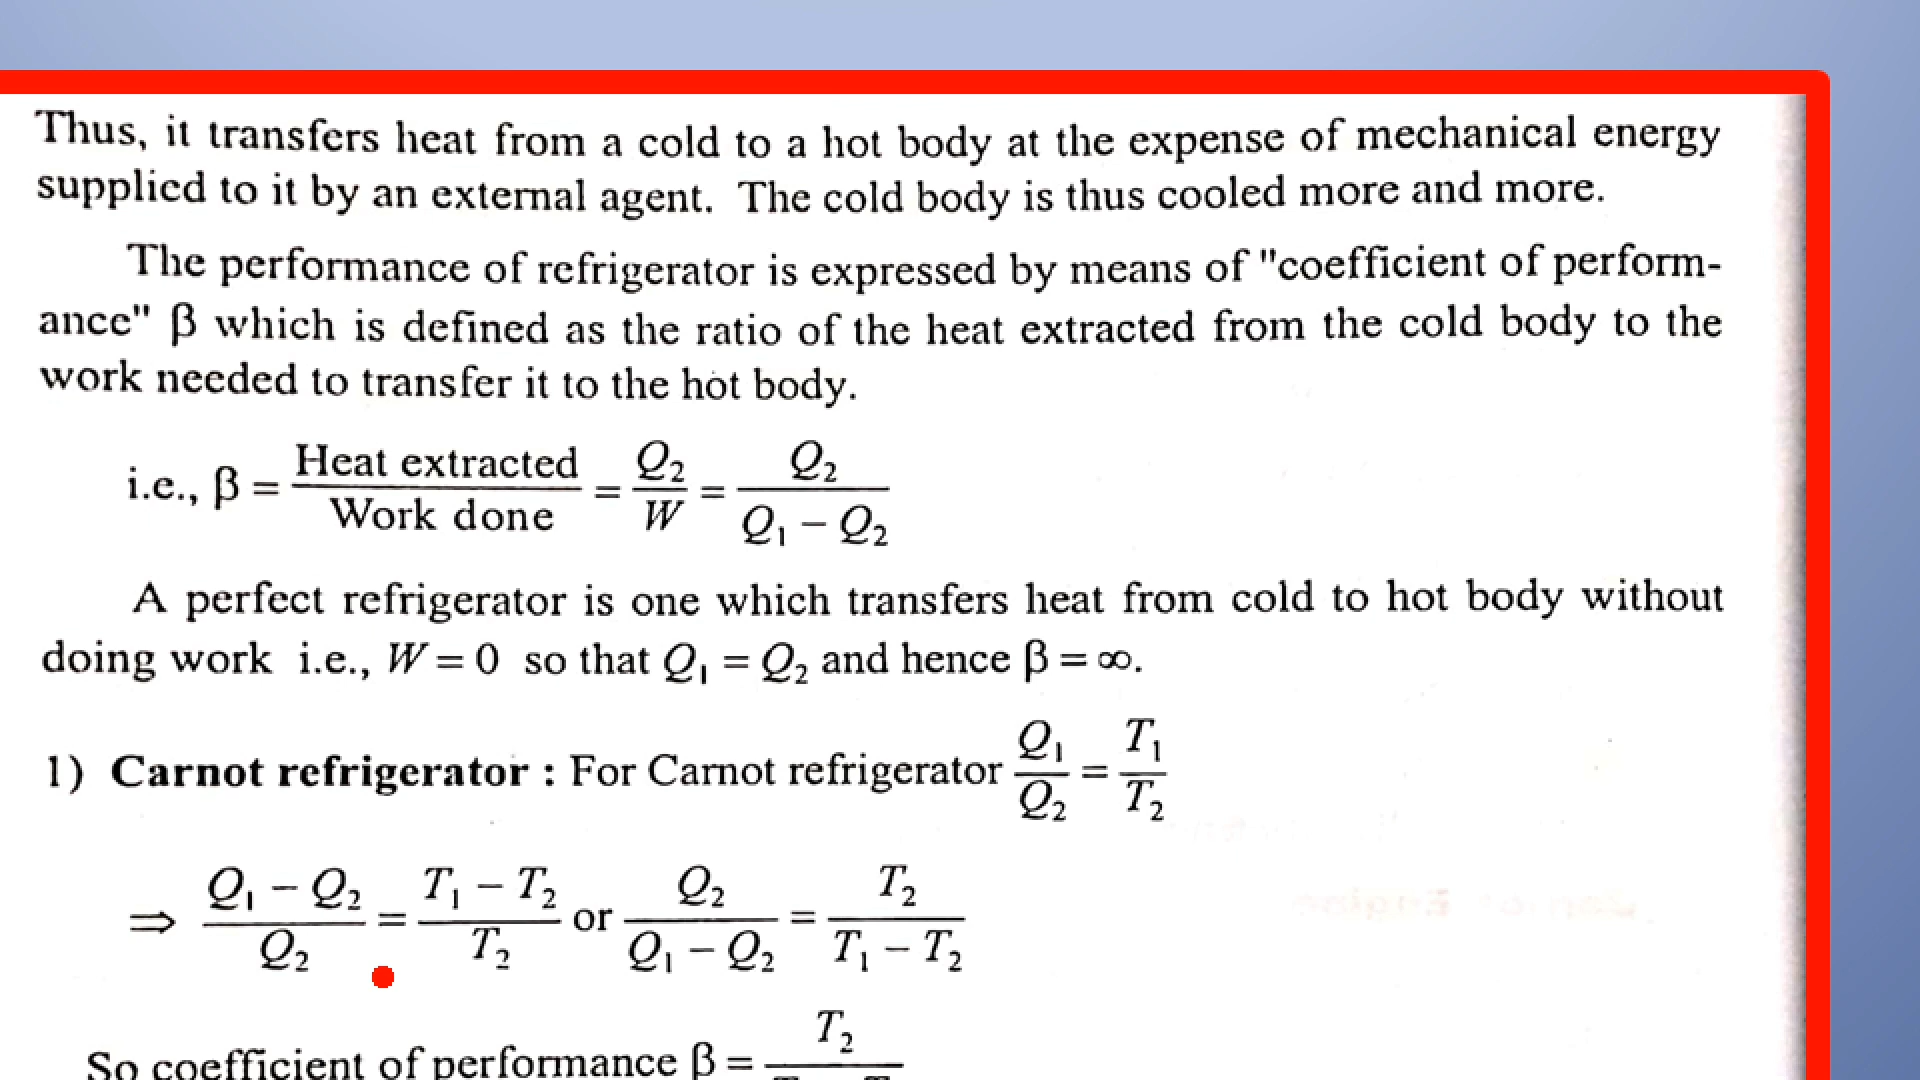 Thus, it transfers heat from a cold to a hot body at the expense of mechanical energy
supplied to it by an external agent. The cold body is thus cooled more and more.
The performance of refrigerator is expressed by means of "coefficient of perform-
ance" β which is defined as the ratio of the heat extracted from the cold body to the
work needed to transfer it to the hot body.
i.e., β = Heat extracted / Work done = Q₂ / W = Q₂ / (Q₁ − Q₂)
A perfect refrigerator is one which transfers heat from cold to hot body without
doing work i.e., W = 0 so that Q₁ = Q₂ and hence β = ∞.
1) Carnot refrigerator : For Carnot refrigerator Q₁ / Q₂ = T₁ / T₂
⇒ (Q₁ − Q₂) / Q₂ = (T₁ − T₂) / T₂ or Q₂ / (Q₁ − Q₂) = T₂ / (T₁ − T₂)
So coefficient of performance β = T₂ /